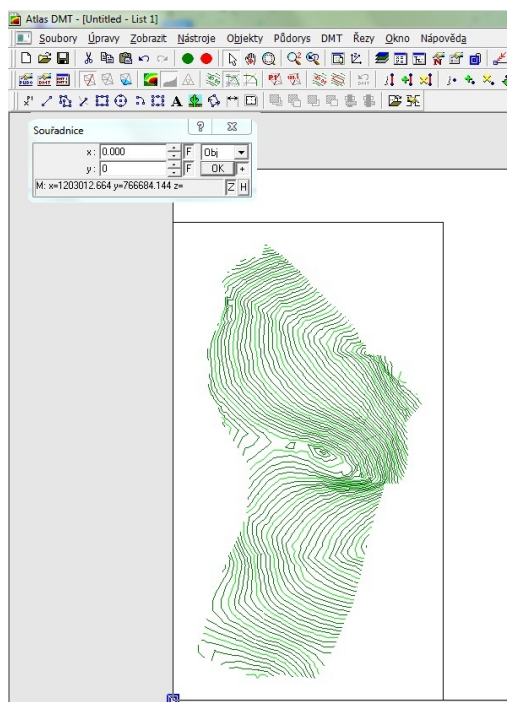 Atlas DMT - [Untitled - List 1]
Soubory Úpravy Zobrazit Nástroje Objekty Půdorys DMT Řezy Okno Nápověda
Souřadnice
x: 0.000 F Obj
y: 0 F OK +
M: x=1203012.664 y=766684.144 z= Z H